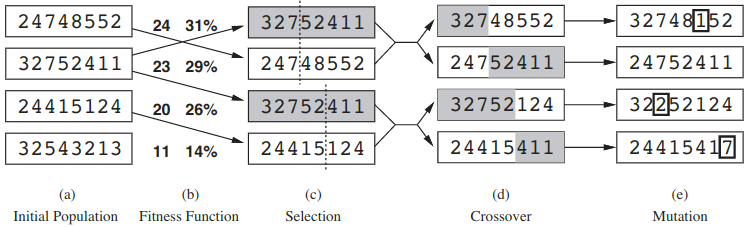 24748552 24 31% 32752411 32748552 32748152
32752411 23 29% 24748552 24752411 24752411
24415124 20 26% 32752411 32752124 32252124
32543213 11 14% 24415124 24415411 24415417
(a) (b) (c) (d) (e)
Initial Population Fitness Function Selection Crossover Mutation